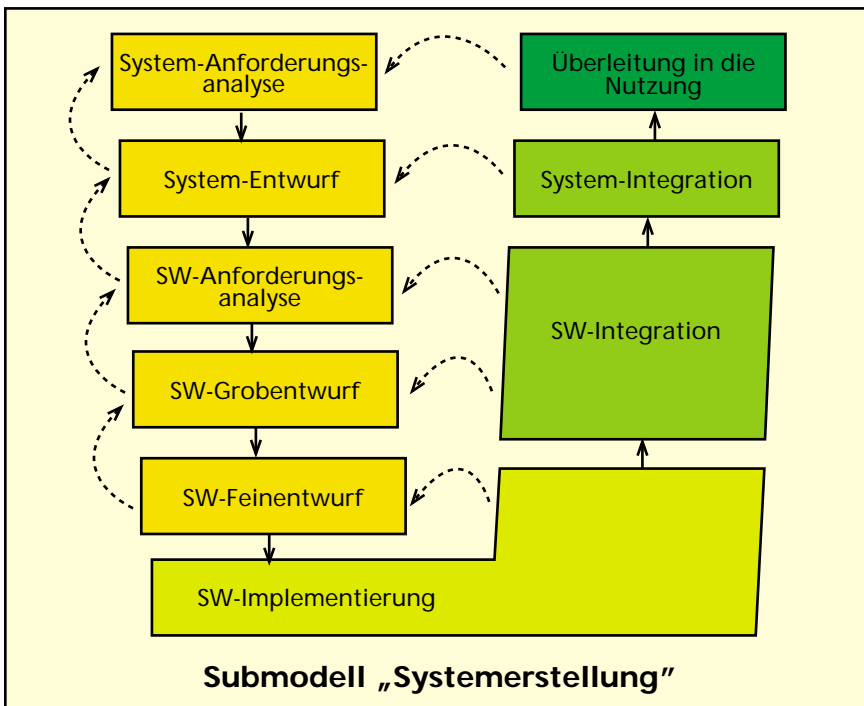 System-Anforderungs-
analyse
Überleitung in die
Nutzung
System-Entwurf
System-Integration
SW-Anforderungs-
analyse
SW-Integration
SW-Grobentwurf
SW-Feinentwurf
SW-Implementierung
Submodell „Systemerstellung”